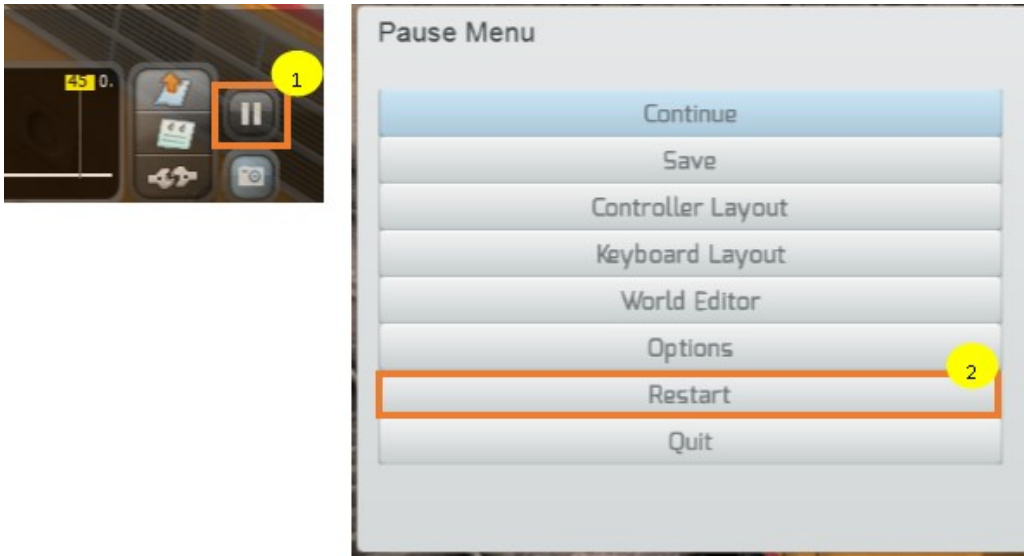 45 0.
1
Pause Menu
Continue
Save
Controller Layout
Keyboard Layout
World Editor
Options
2
Restart
Quit